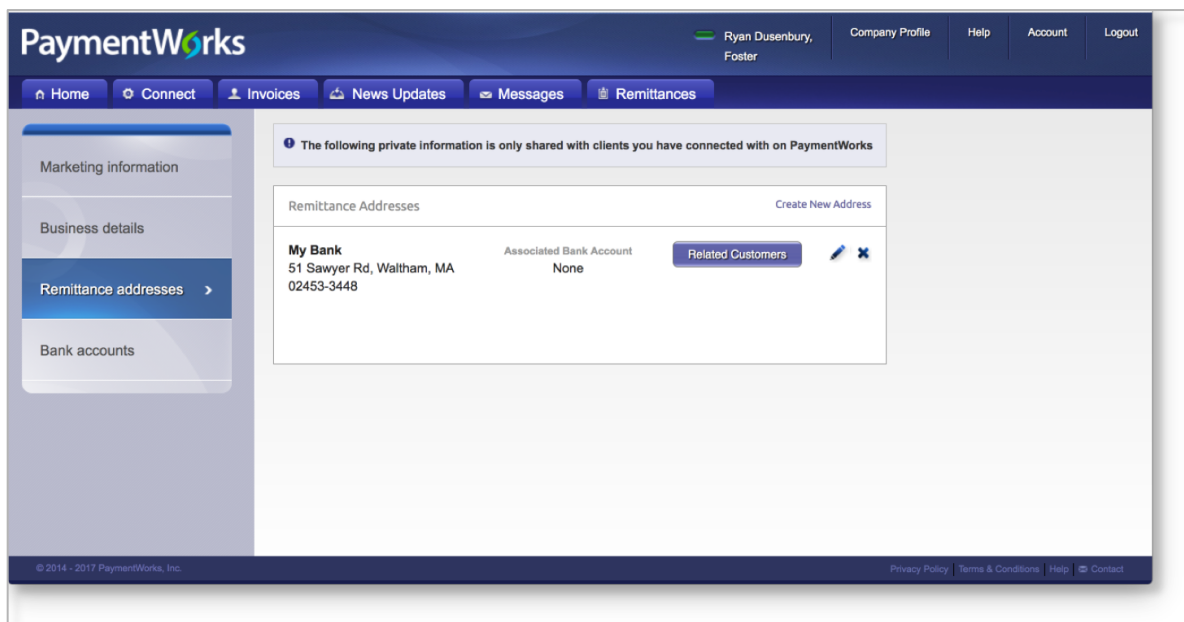 PaymentWorks
Ryan Dusenbury,
Foster
Company Profile
Help
Account
Logout
Home
Connect
Invoices
News Updates
Messages
Remittances
Marketing information
Business details
Remittance addresses
Bank accounts
The following private information is only shared with clients you have connected with on PaymentWorks
Remittance Addresses
Create New Address
My Bank
51 Sawyer Rd, Waltham, MA
02453-3448
Associated Bank Account
None
Related Customers
© 2014 - 2017 PaymentWorks, Inc.
Privacy Policy | Terms & Conditions | Help | Contact